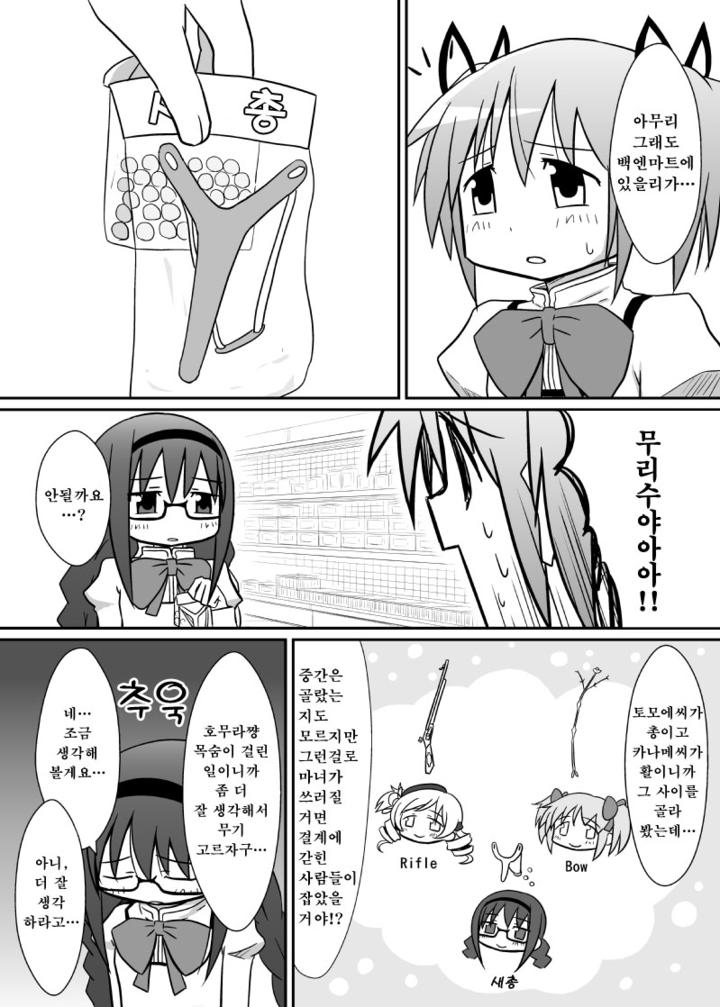 아무리
그래도
백엔마트에
있을리가…
새총
무리수야아아!!
안될까요
…?
토모에씨가
총이고
카나메씨가
활이니까
그 사이를
골라
봤는데…
Rifle
Bow
새총
중간은
골랐는
지도
모르지만
그런걸로
마녀가
쓰러질
거면
결계에
갇힌
사람들이
잡았을
거야!?
호무라쨩
목숨이 걸린
일이니까
좀 더
잘 생각해서
무기
고르자구…
추욱
네…
조금
생각해
볼게요…
아니,
더 잘
생각
하라고…